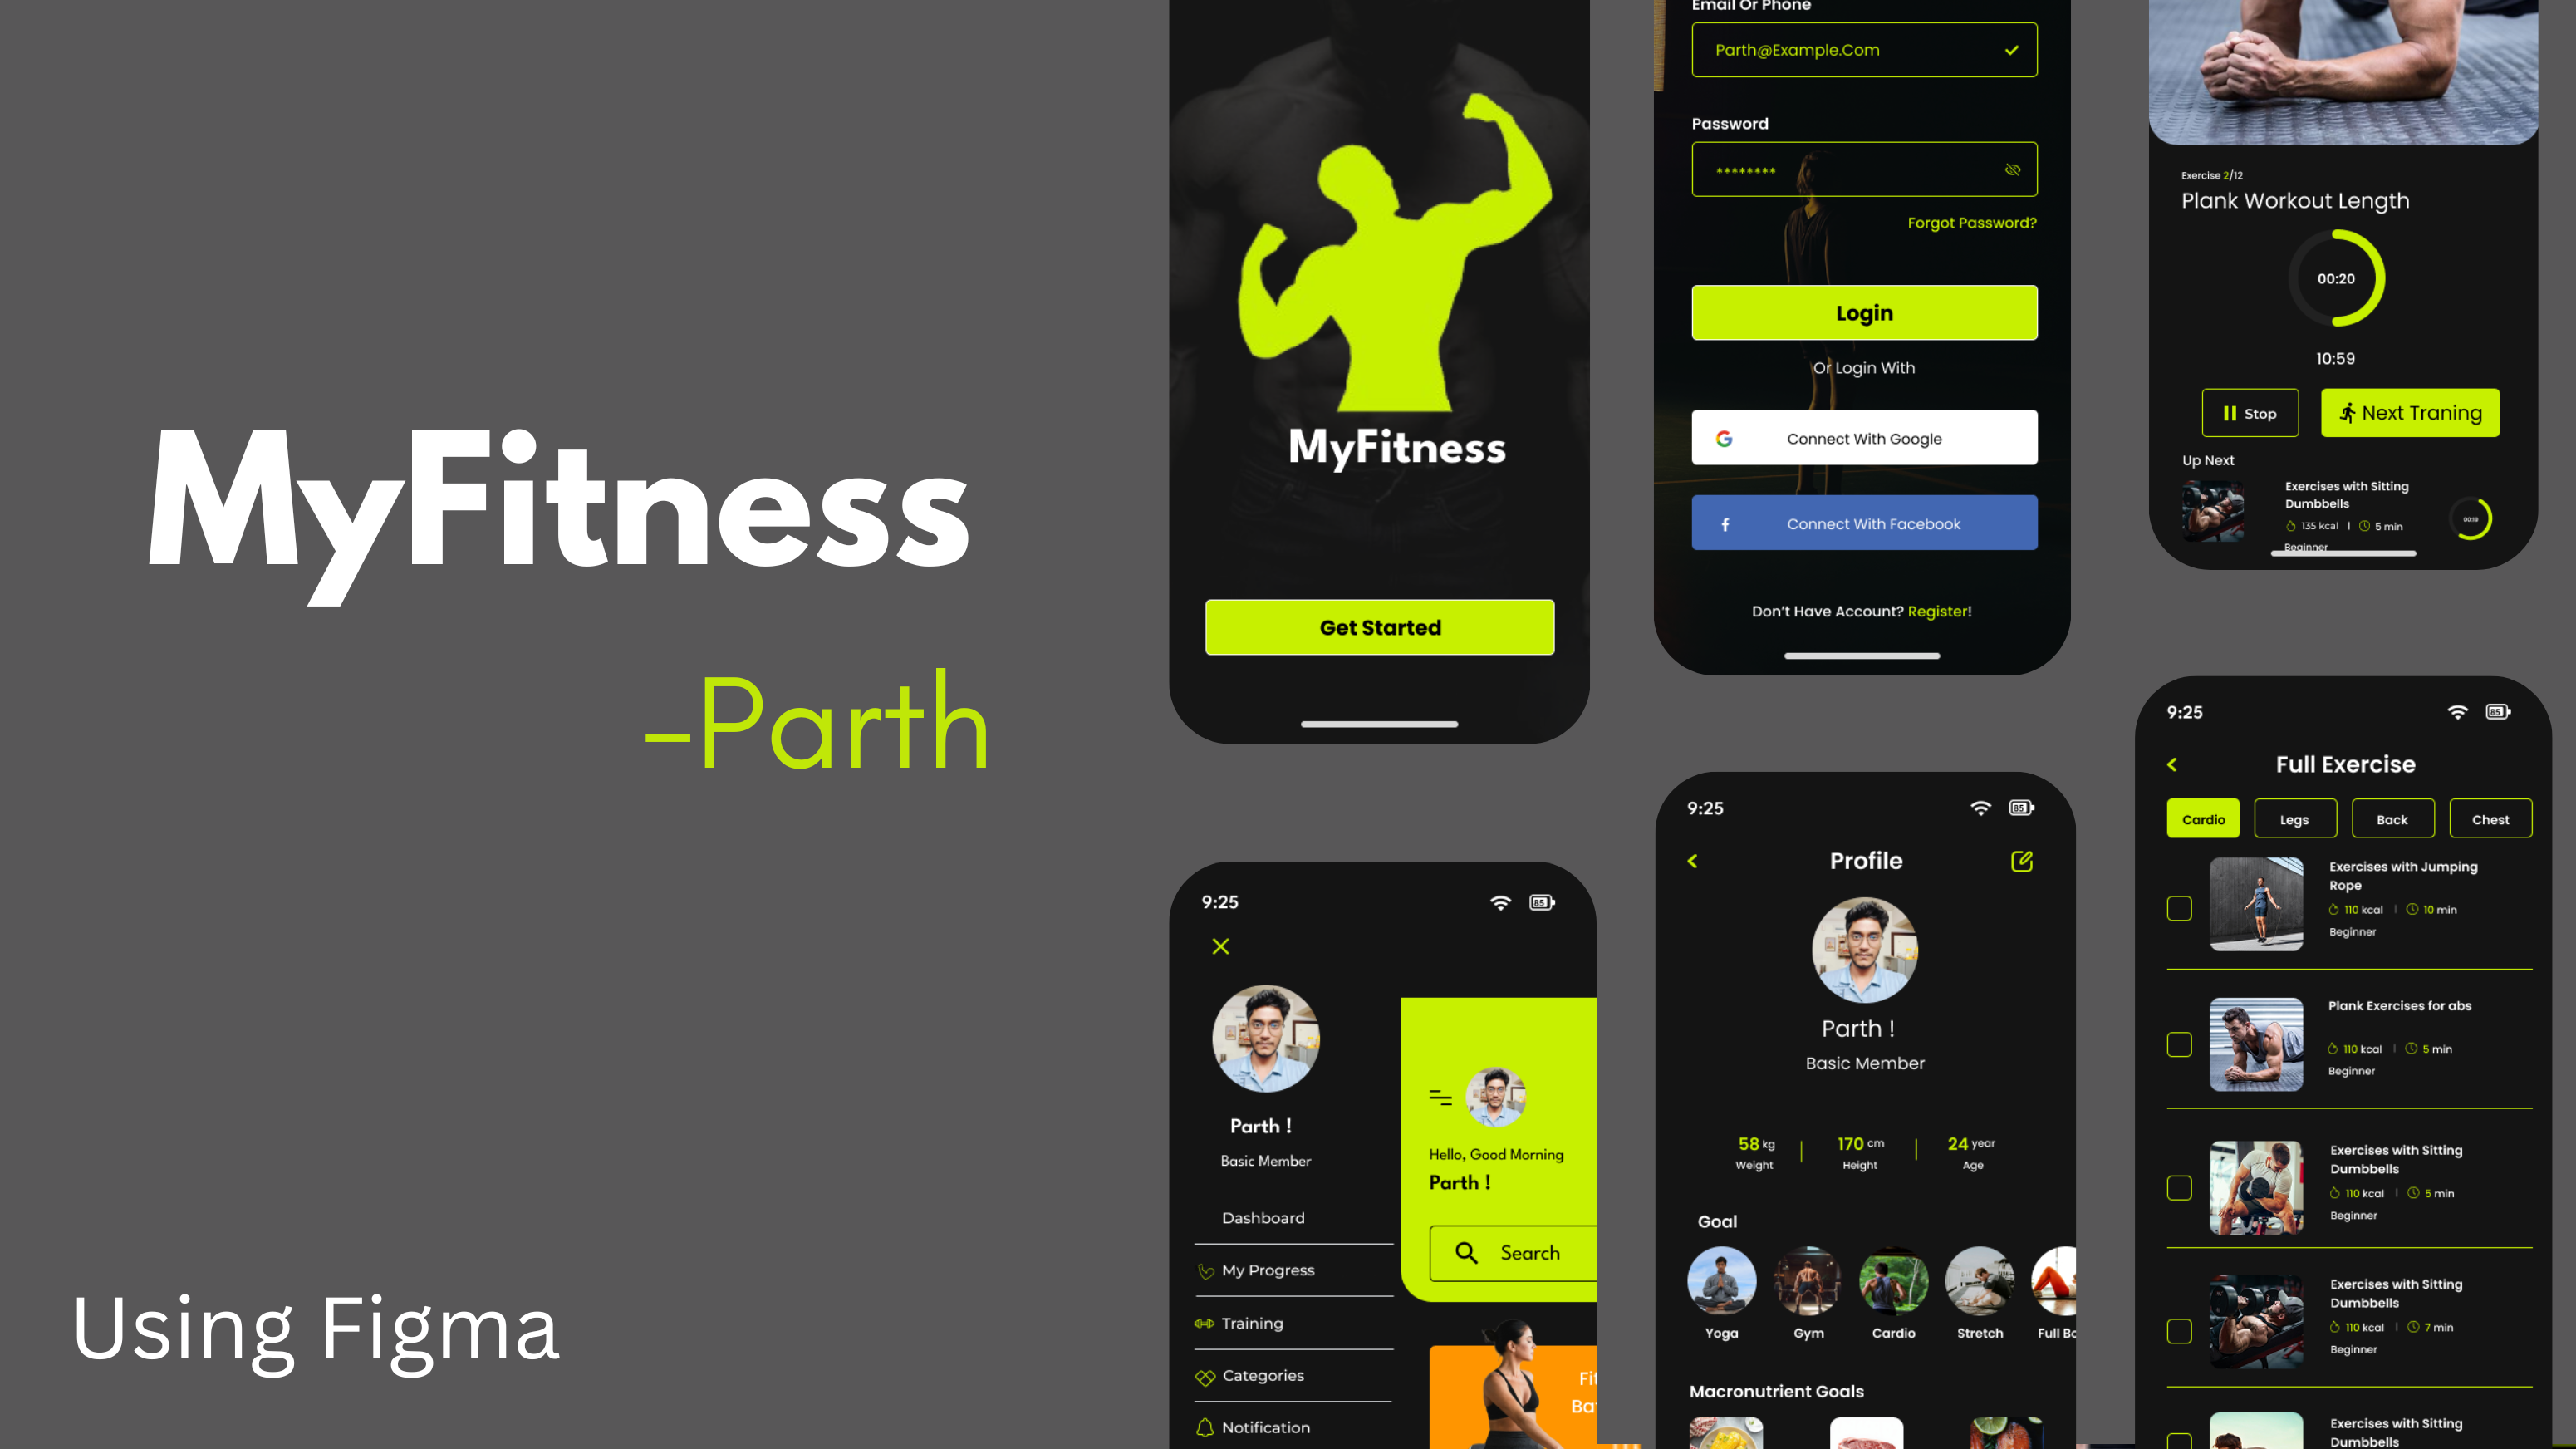 MyFitness
-Parth
Using Figma
MyFitness
Get Started
Email Or Phone
Parth@Example.Com
Password
********
Forgot Password?
Login
Or Login With
Connect With Google
Connect With Facebook
Don't Have Account? Register!
Exercise 2/12
Plank Workout Length
00:20
10:59
Stop
Next Traning
Up Next
Exercises with Sitting
Dumbbells
135 kcal | 5 min
Beginner
9:25
85
Parth !
Basic Member
Dashboard
My Progress
Training
Categories
Notification
Hello, Good Morning
Parth !
Search
9:25
85
Profile
Parth !
Basic Member
58 kg
Weight
170 cm
Height
24 year
Age
Goal
Yoga
Gym
Cardio
Stretch
Full
Macronutrient Goals
9:25
85
Full Exercise
Cardio
Legs
Back
Chest
Exercises with Jumping
Rope
110 kcal | 10 min
Beginner
Plank Exercises for abs
110 kcal | 5 min
Beginner
Exercises with Sitting
Dumbbells
110 kcal | 5 min
Beginner
Exercises with Sitting
Dumbbells
110 kcal | 7 min
Beginner
Exercises with Sitting
Dumbbells